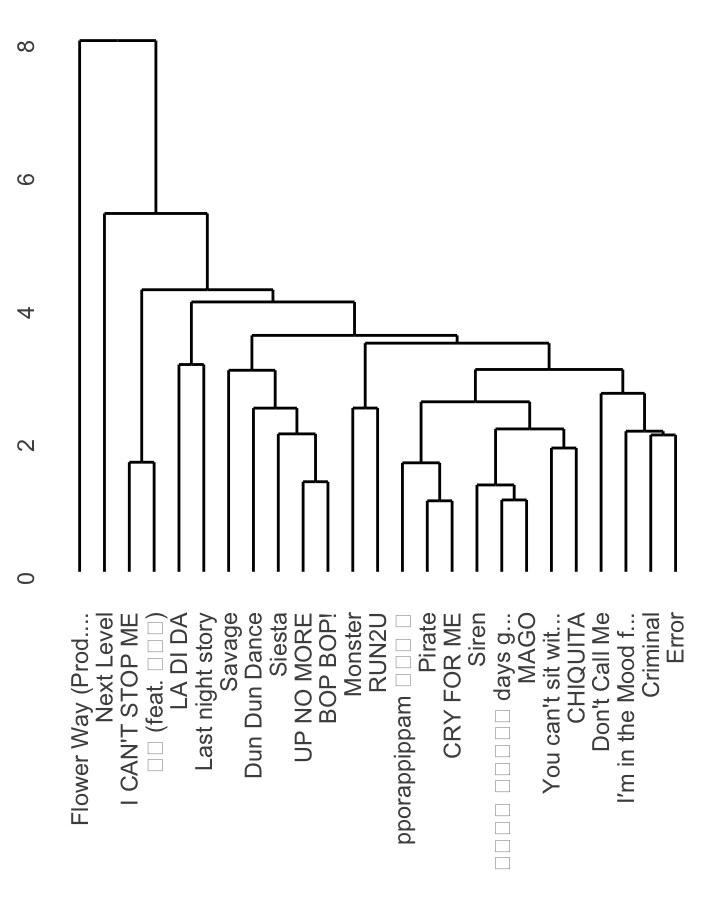 8
6
4
2
0
Flower Way (Prod....
Next Level
I CAN'T STOP ME
□□ (feat. □□□)
LA DI DA
Last night story
Savage
Dun Dun Dance
Siesta
UP NO MORE
BOP BOP!
Monster
RUN2U
pporappippam □□□ □
Pirate
CRY FOR ME
Siren
□□□□ □□□□□ days g...
MAGO
You can't sit wit...
CHIQUITA
Don't Call Me
I'm in the Mood f...
Criminal
Error